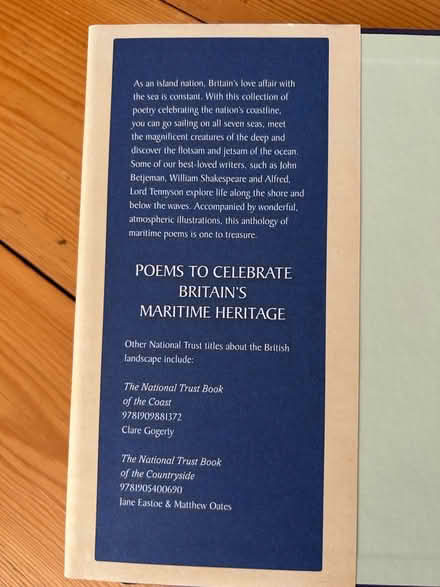 As an island nation, Britain's love affair with
the sea is constant. With this collection of
poetry celebrating the nation's coastline,
you can go sailing on all seven seas, meet
the magnificent creatures of the deep and
discover the flotsam and jetsam of the ocean.
Some of our best-loved writers, such as John
Betjeman, William Shakespeare and Alfred,
Lord Tennyson explore life along the shore and
below the waves. Accompanied by wonderful,
atmospheric illustrations, this anthology of
maritime poems is one to treasure.
POEMS TO CELEBRATE
BRITAIN'S
MARITIME HERITAGE
Other National Trust titles about the British
landscape include:
The National Trust Book
of the Coast
9781909881372
Clare Gogerly
The National Trust Book
of the Countryside
9781905400690
Jane Eastoe & Matthew Oates